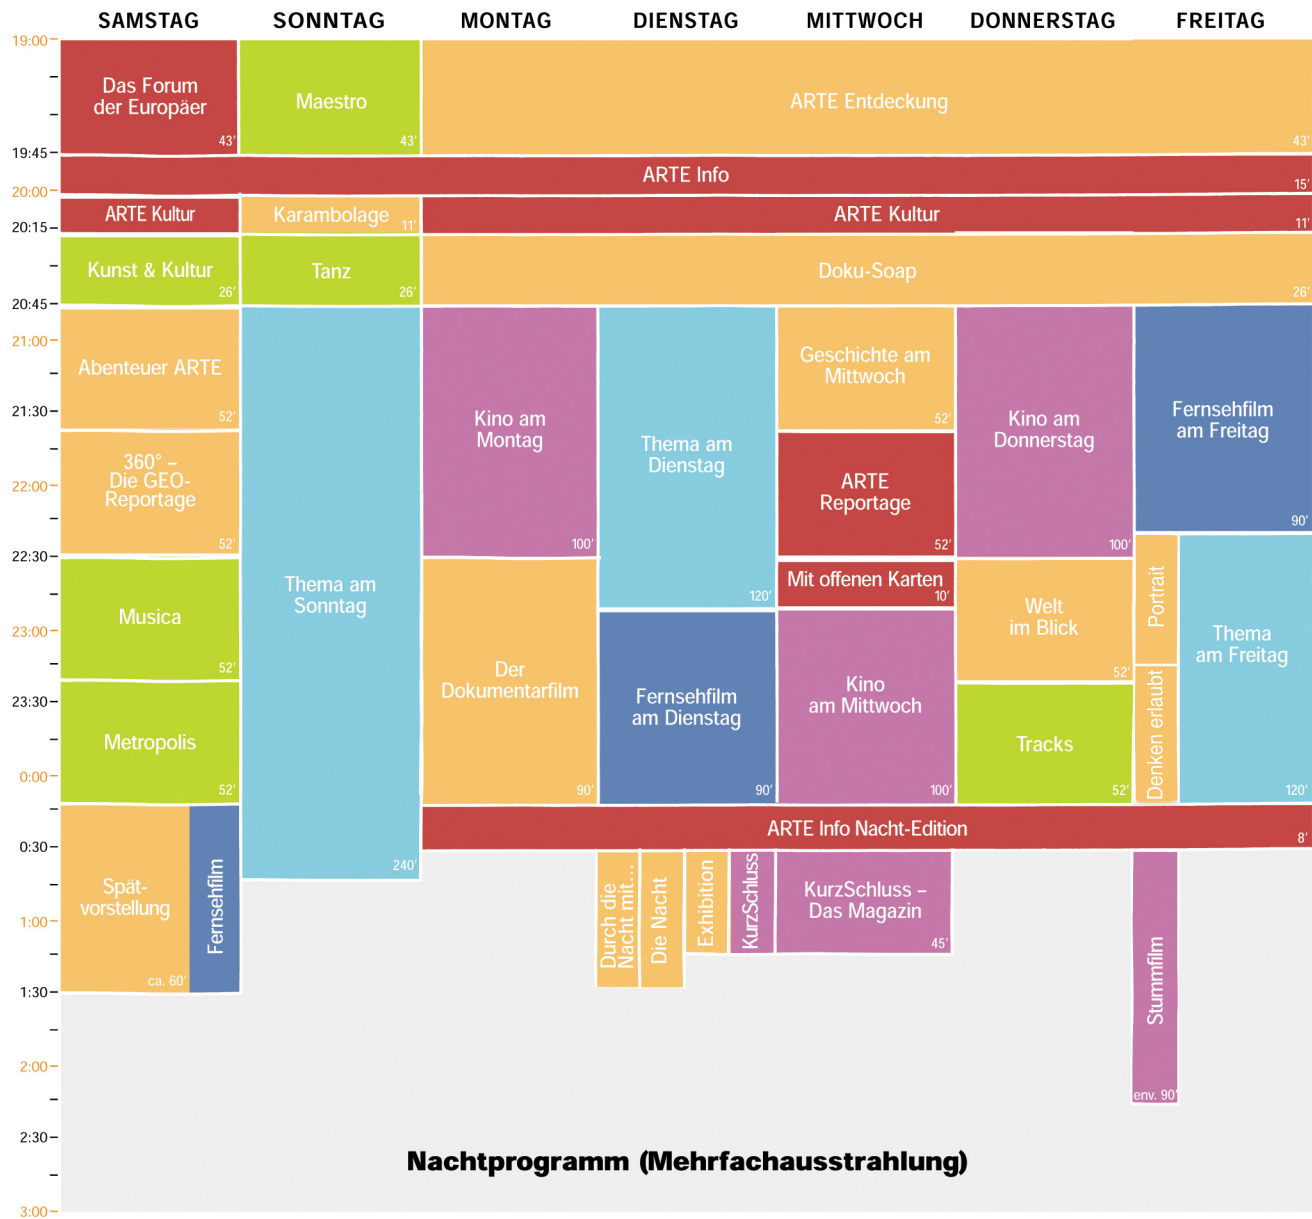 SAMSTAG SONNTAG MONTAG DIENSTAG MITTWOCH DONNERSTAG FREITAG
19:00
Das Forum
der Europäer
43’
Maestro
43’
ARTE Entdeckung
43’
19:45
ARTE Info
15’
20:00
ARTE Kultur
Karambolage
11’
ARTE Kultur
11’
20:15
Kunst & Kultur
26’
Tanz
26’
Doku-Soap
26’
20:45
21:00
21:30
22:00
22:30
23:00
23:30
0:00
0:30
1:00
1:30
2:00
2:30
3:00
Abenteuer ARTE
52’
360° –
Die GEO-
Reportage
52’
Musica
52’
Metropolis
52’
Spät-
vorstellung
ca. 60’
Fernsehfilm
Thema am
Sonntag
240’
Kino am
Montag
100’
Der
Dokumentarfilm
90’
Thema am
Dienstag
120’
Fernsehfilm
am Dienstag
90’
Geschichte am
Mittwoch
52’
ARTE
Reportage
52’
Mit offenen Karten
10’
Kino
am Mittwoch
100’
Kino am
Donnerstag
100’
Welt
im Blick
52’
Tracks
52’
Fernsehfilm
am Freitag
90’
Portrait
Denken erlaubt
Thema
am Freitag
120’
ARTE Info Nacht-Edition
8’
Durch die
Nacht mit...
Die Nacht
Exhibition
KurzSchluss
KurzSchluss –
Das Magazin
45’
Stummfilm
env. 90’
Nachtprogramm (Mehrfachausstrahlung)